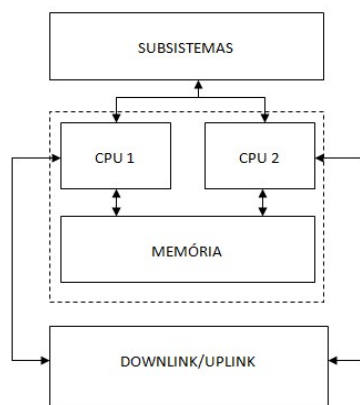 SUBSISTEMAS
CPU 1
CPU 2
MEMÓRIA
DOWNLINK/UPLINK